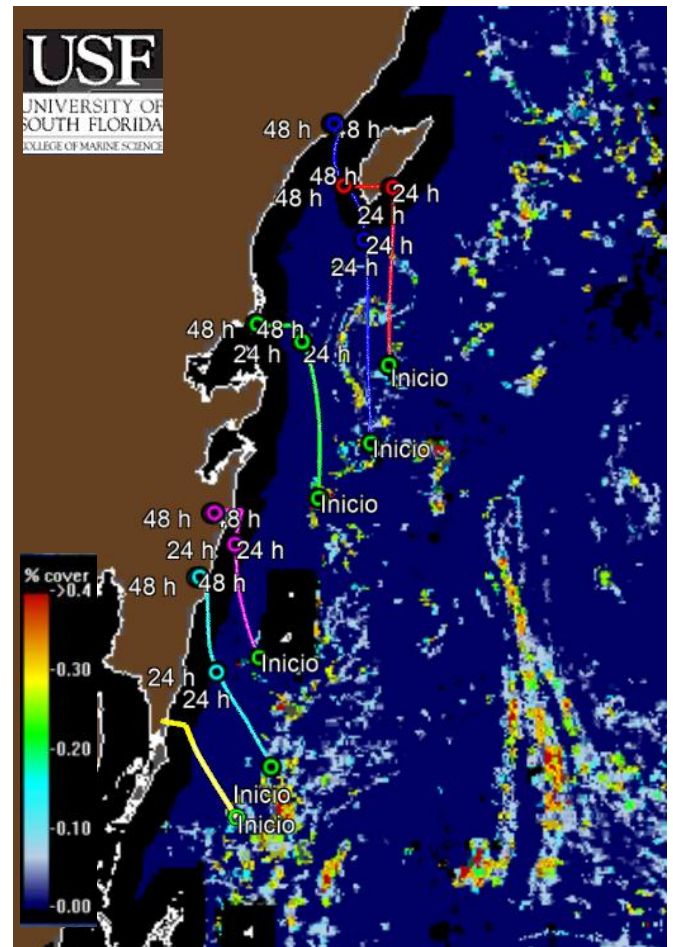 USF
UNIVERSITY OF
SOUTH FLORIDA
COLLEGE OF MARINE SCIENCE
48 h 48 h
48 h
48 h 24 h
24 h
24 h
24 h
48 h 48 h
24 h 24 h
Inicio
Inicio
Inicio
48 h 48 h
24 h 24 h
48 h 48 h
% cover
>0.4
-0.30
-0.20
-0.10
-0.00
Inicio
24 h
24 h
Inicio
Inicio